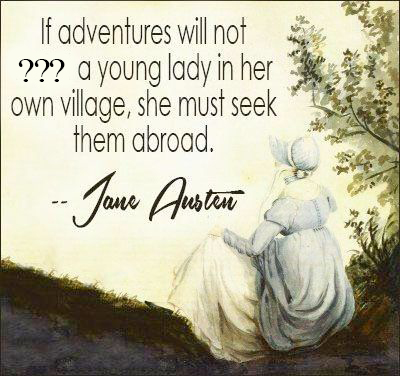 If adventures will not
??? a young lady in her
own village, she must seek
them abroad.
-- Jane Austen